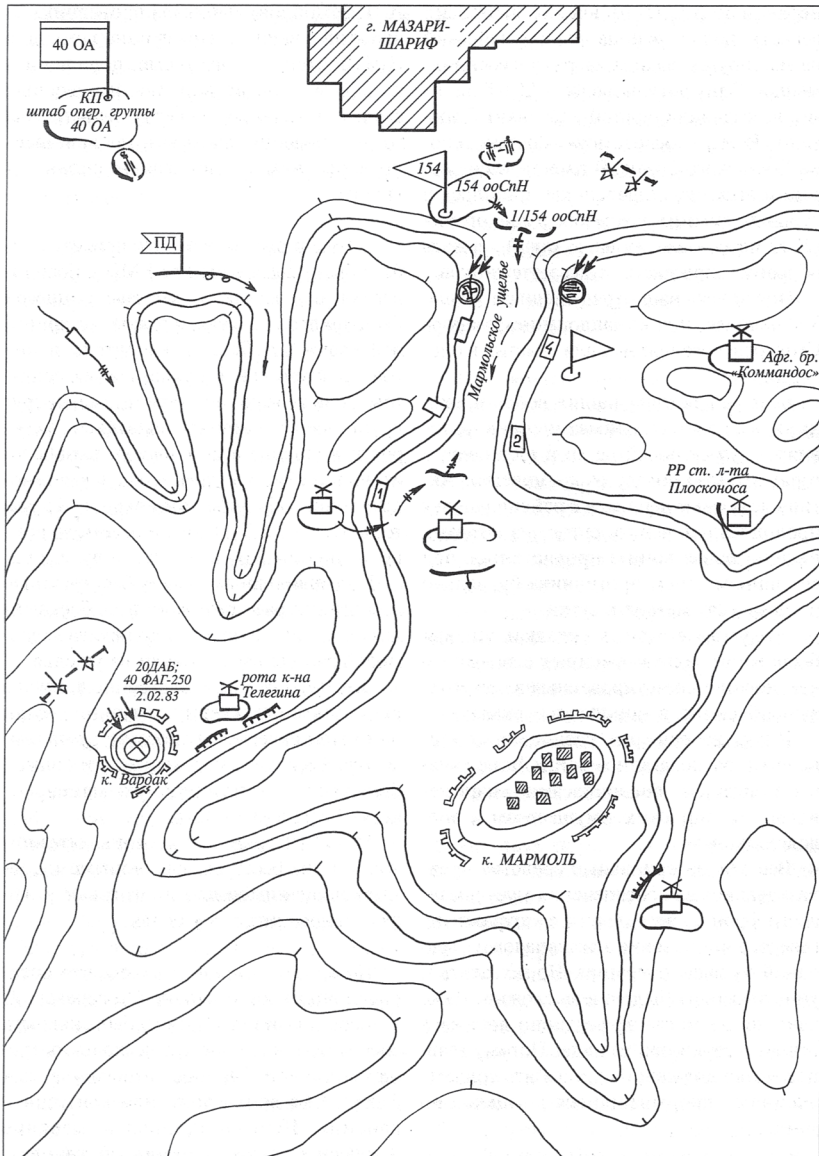 г. МАЗАРИ-
ШАРИФ
40 ОА
КП
штаб опер. группы
40 ОА
154
154 ооСпН
1/154 ооСпН
ПД
Мармольское ущелье
4
Афг. бр.
«Коммандос»
2
РР ст. л-та
Плосконоса
1
20ДАБ;
40 ФАГ-250
2.02.83
рота к-на
Телегина
к. Вардак
к. МАРМОЛЬ